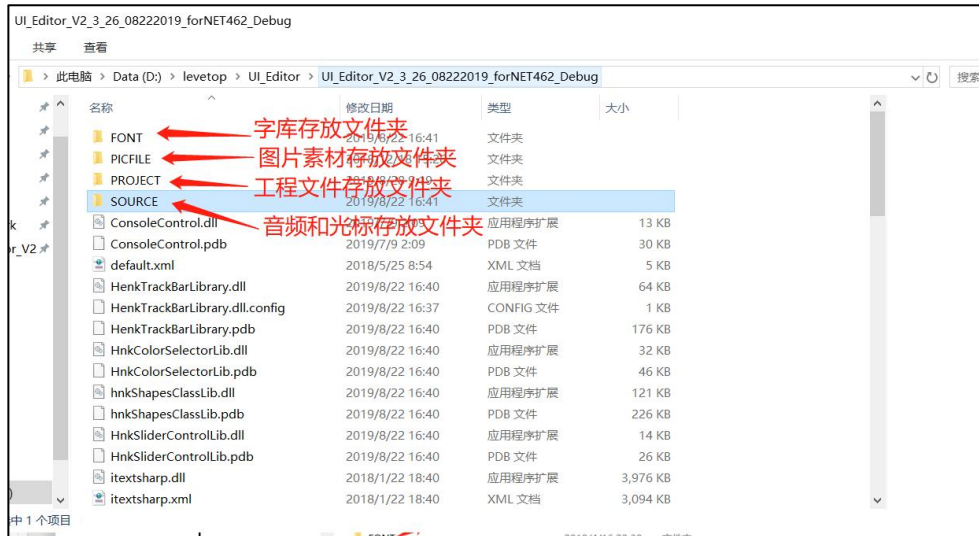 UI_Editor_V2_3_26_08222019_forNET462_Debug
共享 查看
> 此电脑 > Data (D:) > levetop > UI_Editor > UI_Editor_V2_3_26_08222019_forNET462_Debug 搜索
名称 修改日期 类型 大小
FONT 字库存放文件夹 2019/8/22 16:41 文件夹
PICFILE 图片素材存放文件夹 文件夹
PROJECT 工程文件存放文件夹 文件夹
SOURCE 2019/8/22 16:41 文件夹
音频和光标存放文件夹
ConsoleControl.dll 应用程序扩展 13 KB
ConsoleControl.pdb 2019/7/9 2:09 PDB 文件 30 KB
default.xml 2018/5/25 8:54 XML 文档 5 KB
HenkTrackBarLibrary.dll 2019/8/22 16:40 应用程序扩展 64 KB
HenkTrackBarLibrary.dll.config 2019/8/22 16:37 CONFIG 文件 1 KB
HenkTrackBarLibrary.pdb 2019/8/22 16:40 PDB 文件 176 KB
HnkColorSelectorLib.dll 2019/8/22 16:40 应用程序扩展 32 KB
HnkColorSelectorLib.pdb 2019/8/22 16:40 PDB 文件 46 KB
hnkShapesClassLib.dll 2019/8/22 16:40 应用程序扩展 121 KB
hnkShapesClassLib.pdb 2019/8/22 16:40 PDB 文件 226 KB
HnkSliderControlLib.dll 2019/8/22 16:40 应用程序扩展 14 KB
HnkSliderControlLib.pdb 2019/8/22 16:40 PDB 文件 26 KB
itextsharp.dll 2018/1/22 18:40 应用程序扩展 3,976 KB
itextsharp.xml 2018/1/22 18:40 XML 文档 3,094 KB
中 1 个项目